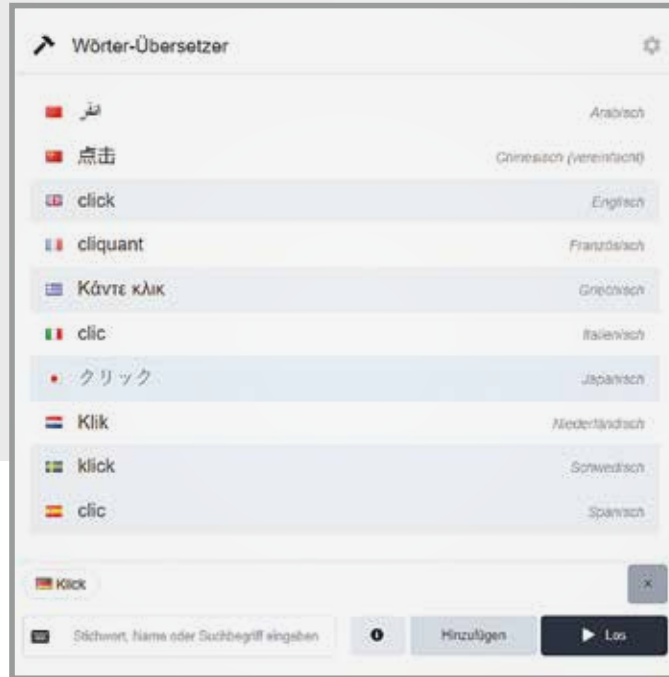 Wörter-Übersetzer
انقر Arabisch
点击 Chinesisch (vereinfacht)
click Englisch
cliquant Französisch
Κάντε κλικ Griechisch
clic Italienisch
クリック Japanisch
Klik Niederländisch
klick Schwedisch
clic Spanisch
Klick ×
Stichwort, Name oder Suchbegriff eingeben Hinzufügen Los